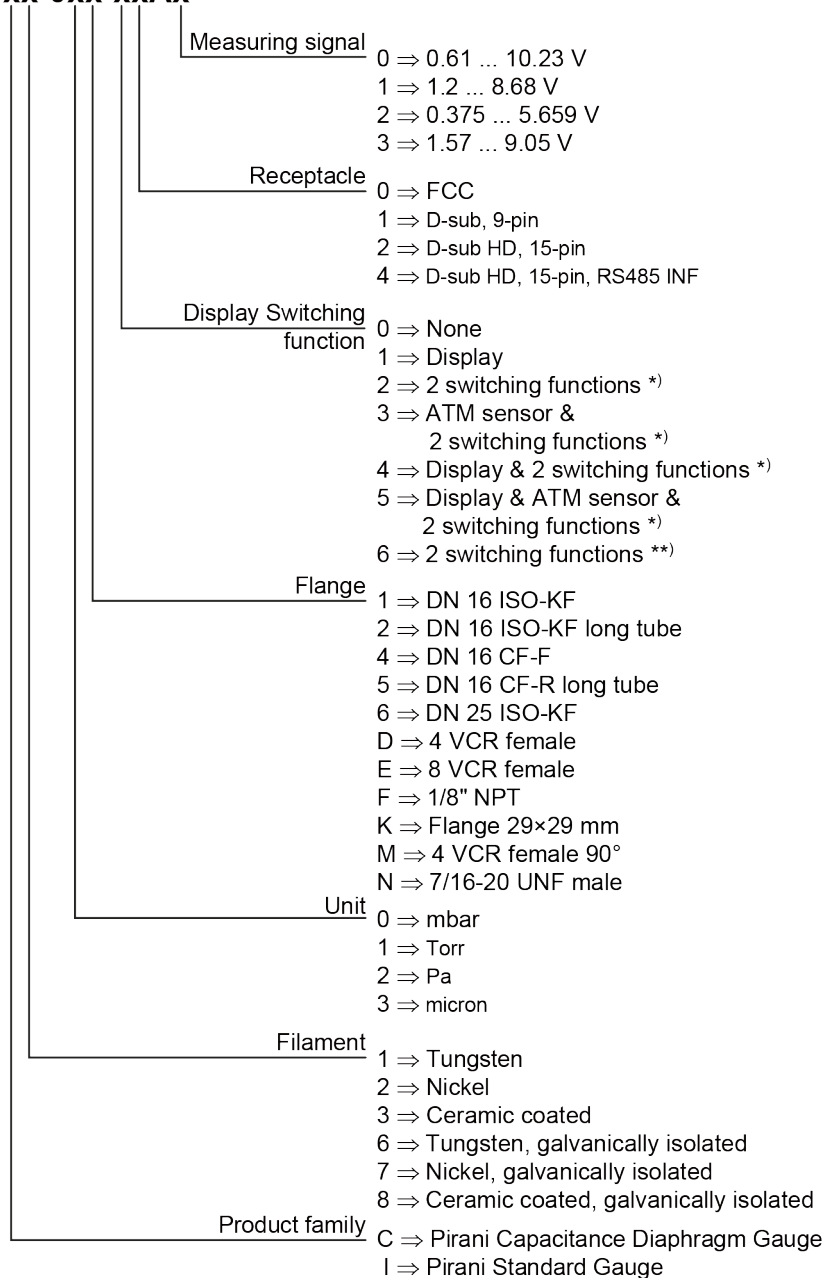 Measuring signal
0 ⇒ 0.61 ... 10.23 V
1 ⇒ 1.2 ... 8.68 V
2 ⇒ 0.375 ... 5.659 V
3 ⇒ 1.57 ... 9.05 V
Receptacle
0 ⇒ FCC
1 ⇒ D-sub, 9-pin
2 ⇒ D-sub HD, 15-pin
4 ⇒ D-sub HD, 15-pin, RS485 INF
Display Switching
function
0 ⇒ None
1 ⇒ Display
2 ⇒ 2 switching functions *)
3 ⇒ ATM sensor &
2 switching functions *)
4 ⇒ Display & 2 switching functions *)
5 ⇒ Display & ATM sensor &
2 switching functions *)
6 ⇒ 2 switching functions **)
Flange
1 ⇒ DN 16 ISO-KF
2 ⇒ DN 16 ISO-KF long tube
4 ⇒ DN 16 CF-F
5 ⇒ DN 16 CF-R long tube
6 ⇒ DN 25 ISO-KF
D ⇒ 4 VCR female
E ⇒ 8 VCR female
F ⇒ 1/8" NPT
K ⇒ Flange 29×29 mm
M ⇒ 4 VCR female 90°
N ⇒ 7/16-20 UNF male
Unit
0 ⇒ mbar
1 ⇒ Torr
2 ⇒ Pa
3 ⇒ micron
Filament
1 ⇒ Tungsten
2 ⇒ Nickel
3 ⇒ Ceramic coated
6 ⇒ Tungsten, galvanically isolated
7 ⇒ Nickel, galvanically isolated
8 ⇒ Ceramic coated, galvanically isolated
Product family
C ⇒ Pirani Capacitance Diaphragm Gauge
I ⇒ Pirani Standard Gauge